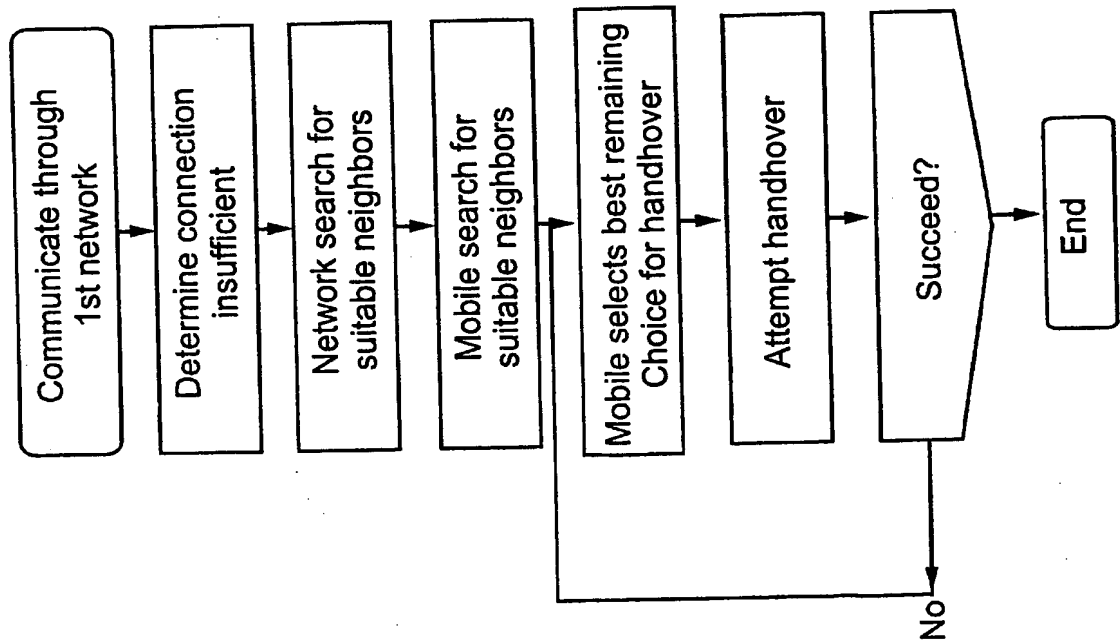 Communicate through
1st network
Determine connection
insufficient
Network search for
suitable neighbors
Mobile search for
suitable neighbors
Mobile selects best remaining
Choice for handhover
Attempt handhover
Succeed?
No
End